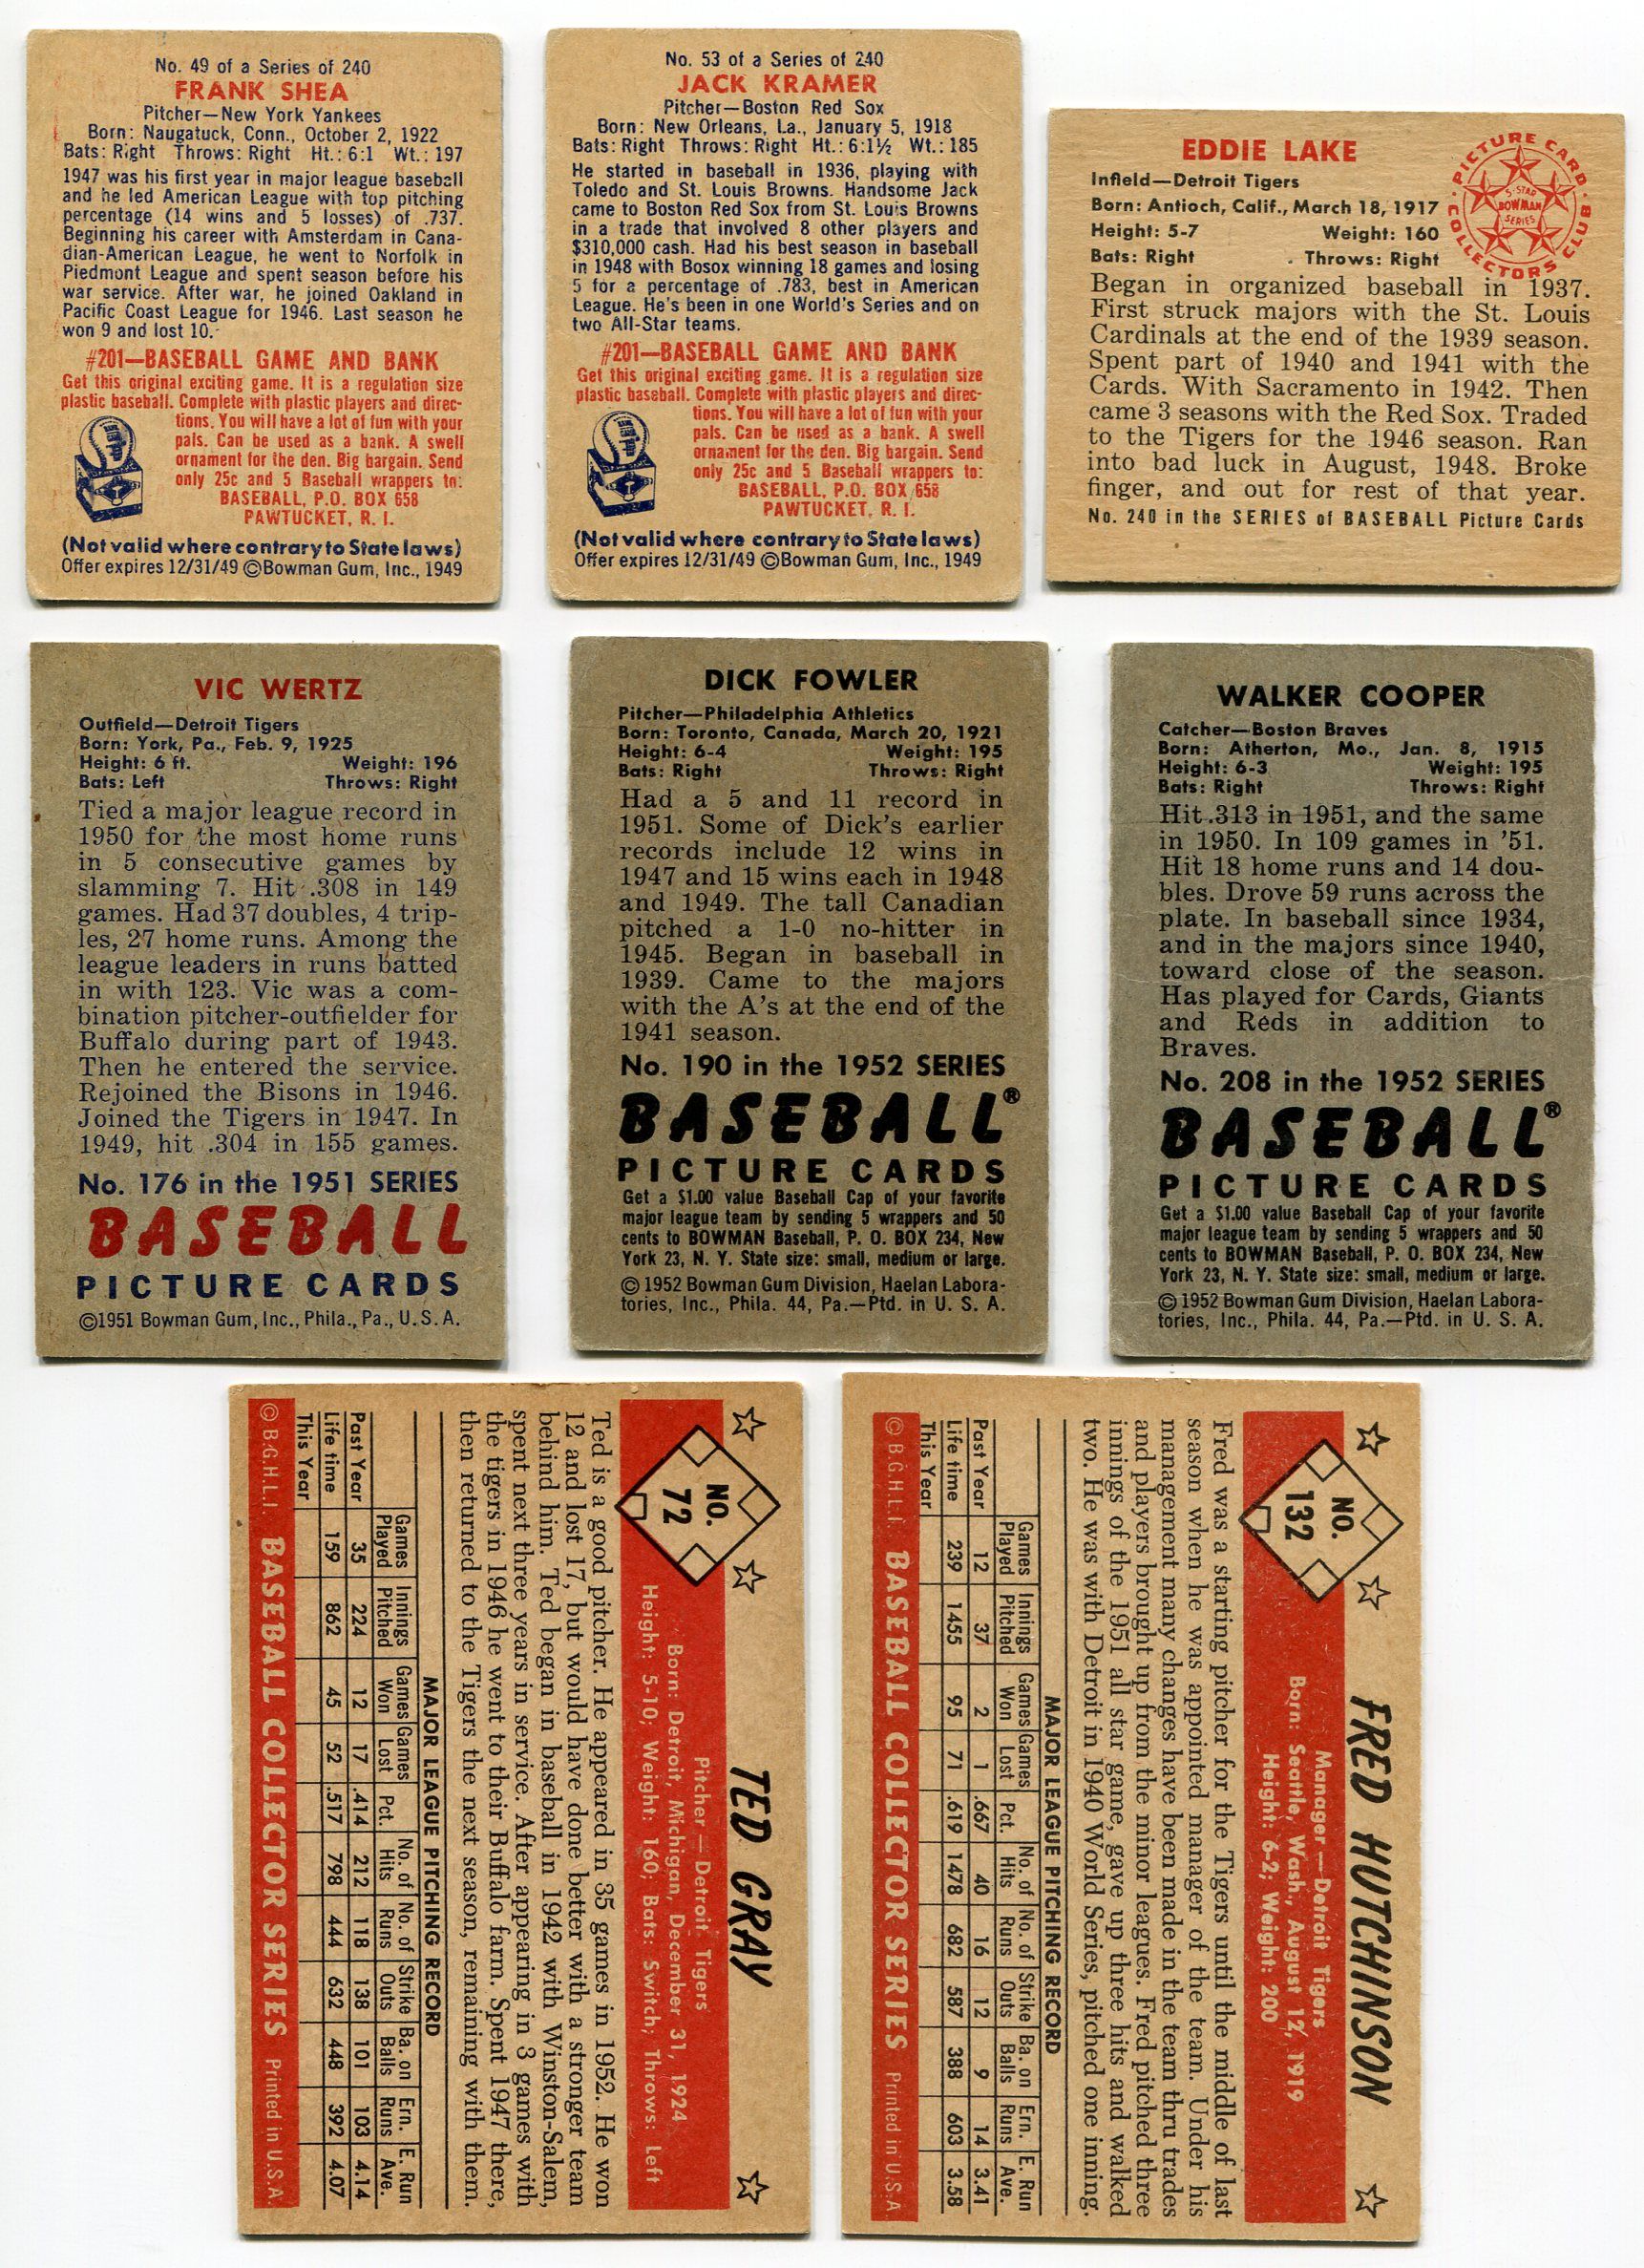 No. 49 of a Series of 240
FRANK SHEA
Pitcher—New York Yankees
Born: Naugatuck, Conn., October 2, 1922
Bats: Right Throws: Right Ht.: 6:1 Wt.: 197
1947 was his first year in major league baseball
and he led American League with top pitching
percentage (14 wins and 5 losses) of .737.
Beginning his career with Amsterdam in Cana-
dian-American League, he went to Norfolk in
Piedmont League and spent season before his
war service. After war, he joined Oakland in
Pacific Coast League for 1946. Last season he
won 9 and lost 10.
#201—BASEBALL GAME AND BANK
Get this original exciting game. It is a regulation size
plastic baseball. Complete with plastic players and direc-
tions. You will have a lot of fun with your
pals. Can be used as a bank. A swell
ornament for the den. Big bargain. Send
only 25c and 5 Baseball wrappers to:
BASEBALL, P.O. BOX 658
PAWTUCKET, R. I.
(Not valid where contrary to State laws)
Offer expires 12/31/49 ©Bowman Gum, Inc., 1949
No. 53 of a Series of 240
JACK KRAMER
Pitcher—Boston Red Sox
Born: New Orleans, La., January 5, 1918
Bats: Right Throws: Right Ht.: 6:1½ Wt.: 185
He started in baseball in 1936, playing with
Toledo and St. Louis Browns. Handsome Jack
came to Boston Red Sox from St. Louis Browns
in a trade that involved 8 other players and
$310,000 cash. Had his best season in baseball
in 1948 with Bosox winning 18 games and losing
5 for a percentage of .783, best in American
League. He's been in one World's Series and on
two All-Star teams.
#201—BASEBALL GAME AND BANK
Get this original exciting game. It is a regulation size
plastic baseball. Complete with plastic players and direc-
tions. You will have a lot of fun with your
pals. Can be used as a bank. A swell
ornament for the den. Big bargain. Send
only 25c and 5 Baseball wrappers to:
BASEBALL, P.O. BOX 658
PAWTUCKET, R. I.
(Not valid where contrary to State laws)
Offer expires 12/31/49 ©Bowman Gum, Inc., 1949
EDDIE LAKE
Infield—Detroit Tigers
Born: Antioch, Calif., March 18, 1917
Height: 5-7 Weight: 160
Bats: Right Throws: Right
PICTURE CARD COLLECTORS CLUB
5-STAR
BOWMAN
SERIES
Began in organized baseball in 1937.
First struck majors with the St. Louis
Cardinals at the end of the 1939 season.
Spent part of 1940 and 1941 with the
Cards. With Sacramento in 1942. Then
came 3 seasons with the Red Sox. Traded
to the Tigers for the 1946 season. Ran
into bad luck in August, 1948. Broke
finger, and out for rest of that year.
No. 240 in the SERIES of BASEBALL Picture Cards
VIC WERTZ
Outfield—Detroit Tigers
Born: York, Pa., Feb. 9, 1925
Height: 6 ft. Weight: 196
Bats: Left Throws: Right
Tied a major league record in
1950 for the most home runs
in 5 consecutive games by
slamming 7. Hit .308 in 149
games. Had 37 doubles, 4 trip-
les, 27 home runs. Among the
league leaders in runs batted
in with 123. Vic was a com-
bination pitcher-outfielder for
Buffalo during part of 1943.
Then he entered the service.
Rejoined the Bisons in 1946.
Joined the Tigers in 1947. In
1949, hit .304 in 155 games.
No. 176 in the 1951 SERIES
BASEBALL
PICTURE CARDS
©1951 Bowman Gum, Inc., Phila., Pa., U.S.A.
DICK FOWLER
Pitcher—Philadelphia Athletics
Born: Toronto, Canada, March 20, 1921
Height: 6-4 Weight: 195
Bats: Right Throws: Right
Had a 5 and 11 record in
1951. Some of Dick's earlier
records include 12 wins in
1947 and 15 wins each in 1948
and 1949. The tall Canadian
pitched a 1-0 no-hitter in
1945. Began in baseball in
1939. Came to the majors
with the A's at the end of the
1941 season.
No. 190 in the 1952 SERIES
BASEBALL®
PICTURE CARDS
Get a $1.00 value Baseball Cap of your favorite
major league team by sending 5 wrappers and 50
cents to BOWMAN Baseball, P. O. BOX 234, New
York 23, N. Y. State size: small, medium or large.
© 1952 Bowman Gum Division, Haelan Labora-
tories, Inc., Phila. 44, Pa.—Ptd. in U. S. A.
WALKER COOPER
Catcher—Boston Braves
Born: Atherton, Mo., Jan. 8, 1915
Height: 6-3 Weight: 195
Bats: Right Throws: Right
Hit .313 in 1951, and the same
in 1950. In 109 games in '51.
Hit 18 home runs and 14 dou-
bles. Drove 59 runs across the
plate. In baseball since 1934,
and in the majors since 1940,
toward close of the season.
Has played for Cards, Giants
and Reds in addition to
Braves.
No. 208 in the 1952 SERIES
BASEBALL®
PICTURE CARDS
Get a $1.00 value Baseball Cap of your favorite
major league team by sending 5 wrappers and 50
cents to BOWMAN Baseball, P. O. BOX 234, New
York 23, N. Y. State size: small, medium or large.
© 1952 Bowman Gum Division, Haelan Labora-
tories, Inc., Phila. 44, Pa.—Ptd. in U. S. A.
TED GRAY
NO.
72
Pitcher — Detroit Tigers
Born: Detroit, Michigan, December 31, 1924
Height: 5-10; Weight: 160; Bats: Switch; Throws: Left
Ted is a good pitcher. He appeared in 35 games in 1952. He won
12 and lost 17, but would have done better with a stronger team
behind him. Ted began in baseball in 1942 with Winston-Salem,
spent next three years in service. After appearing in 3 games with
the tigers in 1946 he went to their Buffalo farm. Spent 1947 there,
then returned to the Tigers the next season, remaining with them.
MAJOR LEAGUE PITCHING RECORD
Games Played Innings Pitched Games Won Games Lost Pct. No. of Hits No. of Runs Strike Outs Ba. on Balls Ern. Runs E. Run Ave.
Past Year 35 224 12 17 .414 212 118 138 101 103 4.14
Life time 159 862 45 52 .517 798 444 632 448 392 4.07
This Year
© B.G.H.L.I. BASEBALL COLLECTOR SERIES Printed in U.S.A.
FRED HUTCHINSON
NO.
132
Manager — Detroit Tigers
Born: Seattle, Wash., August 12, 1919
Height: 6-2; Weight: 200
Fred was a starting pitcher for the Tigers until the middle of last
season when he was appointed manager of the team. Under his
management many changes have been made in the team thru trades
and players brought up from the minor leagues. Fred pitched three
innings of the 1951 all star game, gave up three hits and walked
two. He was with Detroit in 1940 World Series, pitched one inning.
MAJOR LEAGUE PITCHING RECORD
Games Played Innings Pitched Games Won Games Lost Pct. No. of Hits No. of Runs Strike Outs Ba. on Balls Ern. Runs E. Run Ave.
Past Year 12 37 2 1 .667 40 16 12 9 14 3.41
Life time 239 1455 95 71 .619 1478 682 587 388 603 3.58
This Year
© B.G.H.L.I. BASEBALL COLLECTOR SERIES Printed in U.S.A